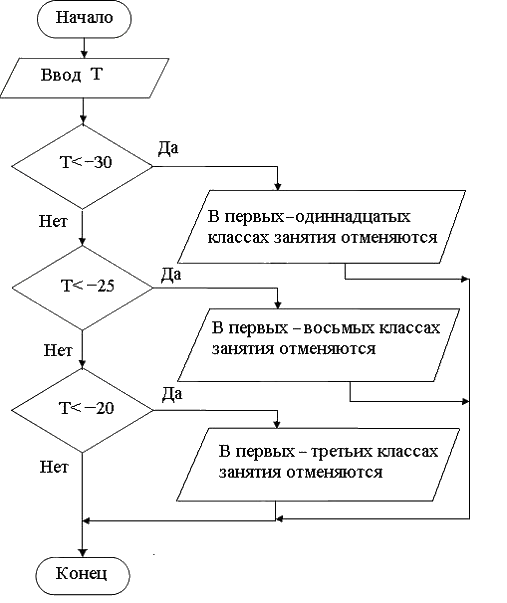 Начало
Ввод T
T<−30
Да
В первых–одиннадцатых
классах занятия отменяются
Нет
T<−25
Да
В первых – восьмых классах
занятия отменяются
Нет
T<−20
Да
В первых – третьих классах
занятия отменяются
Нет
Конец